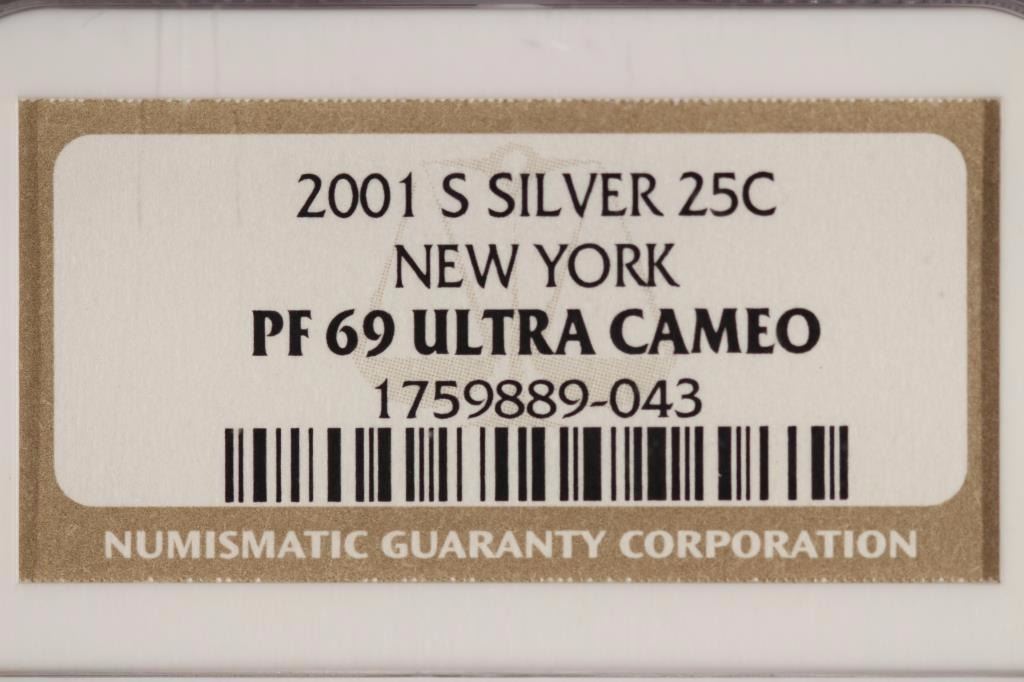 2001 S SILVER 25C
NEW YORK
PF 69 ULTRA CAMEO
1759889-043
NUMISMATIC GUARANTY CORPORATION